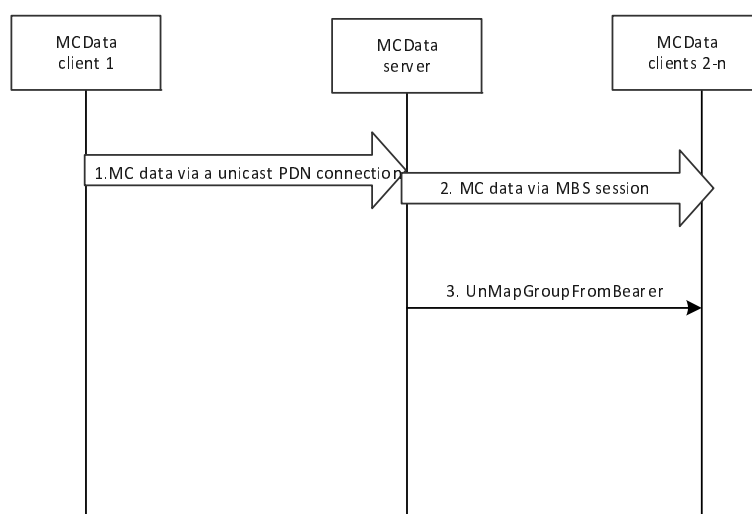 MCData
client 1
MCData
server
MCData
clients 2-n
1.MC data via a unicast PDN connection
2. MC data via MBS session
3. UnMapGroupFromBearer